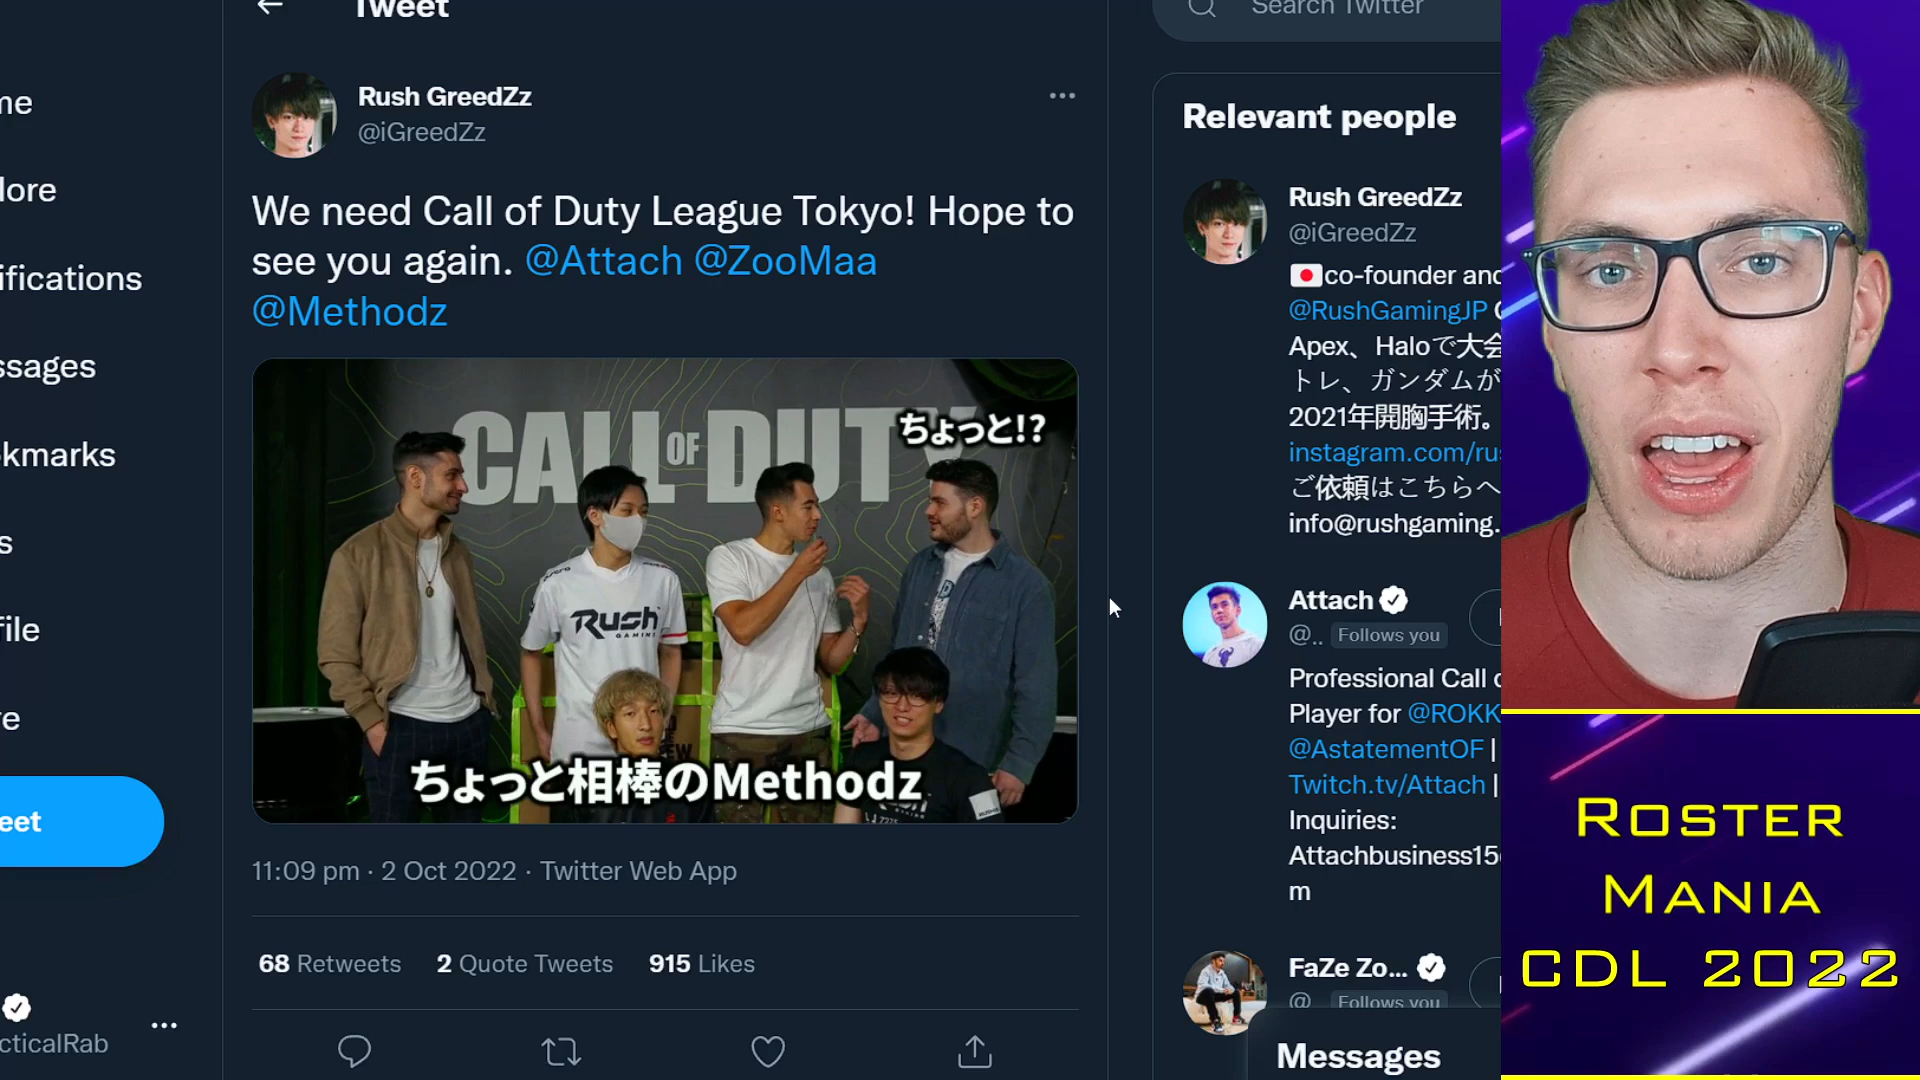 Tweet
Search Twitter
me
lore
ifications
ssages
kmarks
s
file
re
eet
cticalRab
Rush GreedZz
@iGreedZz
We need Call of Duty League Tokyo! Hope to
see you again. @Attach @ZooMaa
@Methodz
CALL OF DUTY
ちょっと!?
Rush
GAMING
ちょっと相棒のMethodz
11:09 pm · 2 Oct 2022 · Twitter Web App
68 Retweets 2 Quote Tweets 915 Likes
Relevant people
Rush GreedZz
@iGreedZz
🇯🇵co-founder and
@RushGamingJP
Apex、Haloで大会
トレ、ガンダムが
2021年開胸手術。
instagram.com/rus
ご依頼はこちらへ
info@rushgaming.
Attach
@.. Follows you
Professional Call
Player for @ROKK
@AstatementOF |
Twitch.tv/Attach |
Inquiries:
Attachbusiness15
m
FaZe Zo...
@ Follows you
Messages
ROSTER
MANIA
CDL 2022